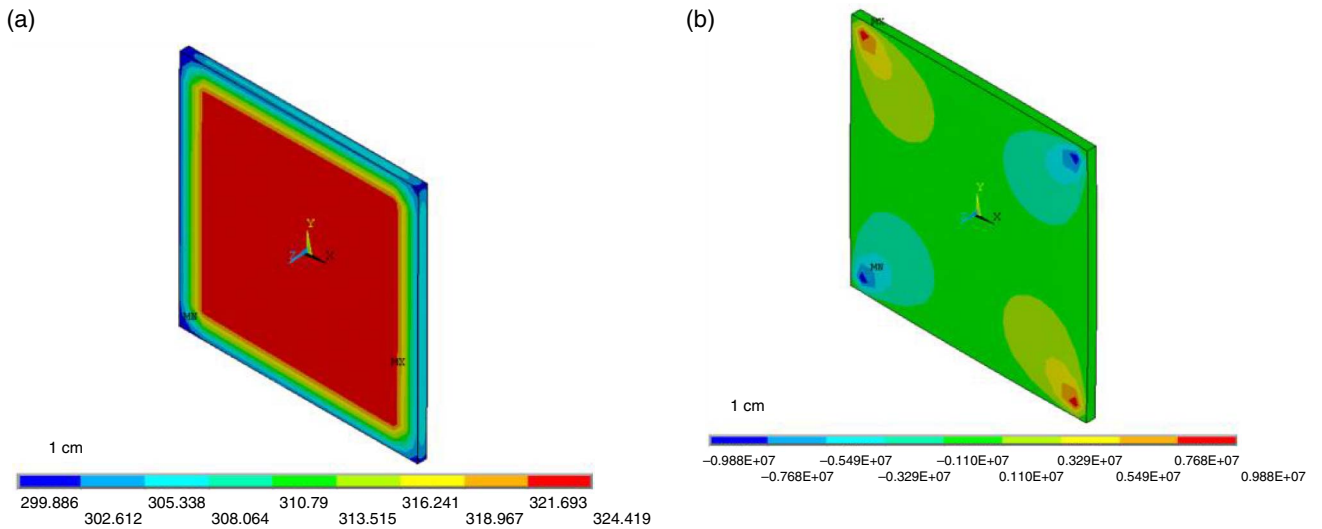 (a)
MN
MX
Y
Z
X
1 cm
299.886 305.338 310.79 316.241 321.693
302.612 308.064 313.515 318.967 324.419
(b)
MX
MN
Y
Z
X
1 cm
−0.988E+07 −0.549E+07 −0.110E+07 0.329E+07 0.768E+07
−0.768E+07 −0.329E+07 0.110E+07 0.549E+07 0.988E+07